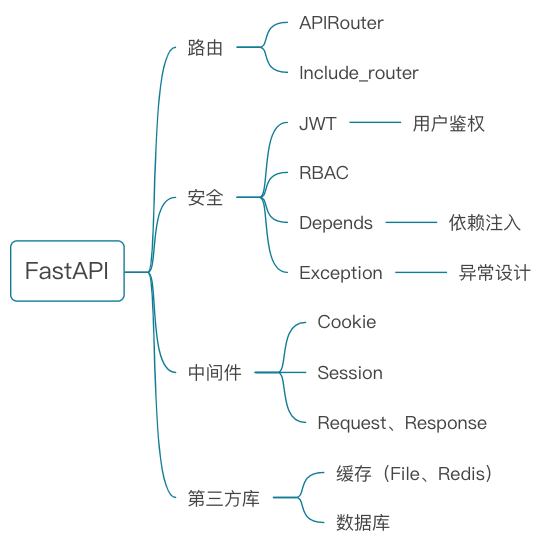 FastAPI
路由
APIRouter
Include_router
安全
JWT
用户鉴权
RBAC
Depends
依赖注入
Exception
异常设计
中间件
Cookie
Session
Request、Response
第三方库
缓存（File、Redis）
数据库